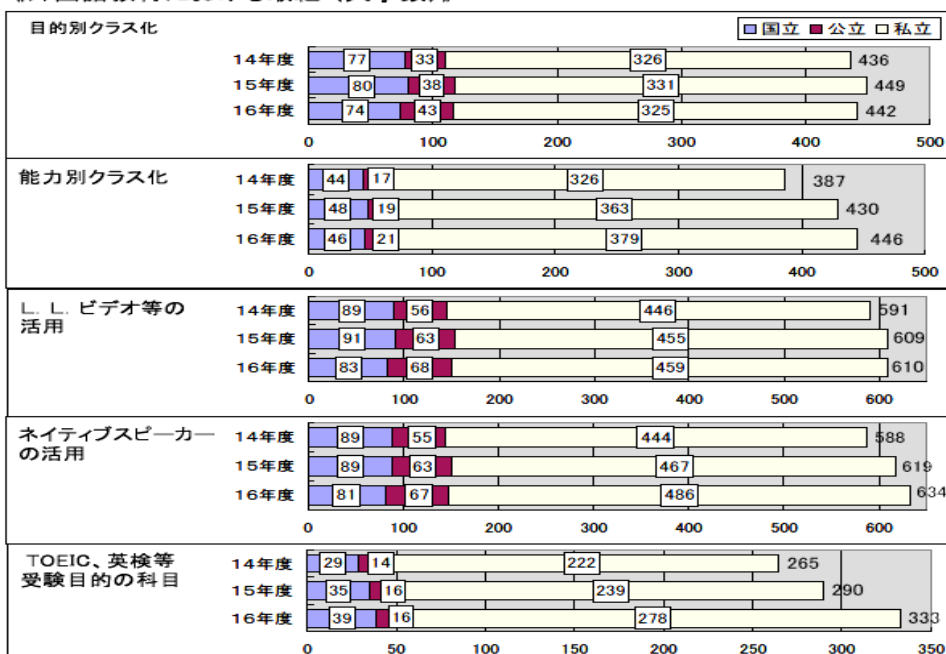 目的別クラス化
国立 公立 私立
14年度 77 33 326 436
15年度 80 38 331 449
16年度 74 43 325 442
0 100 200 300 400 500
能力別クラス化
14年度 44 17 326 387
15年度 48 19 363 430
16年度 46 21 379 446
0 100 200 300 400 500
L. L. ビデオ等の
活用
14年度 89 56 446 591
15年度 91 63 455 609
16年度 83 68 459 610
0 100 200 300 400 500 600
ネイティブスピーカー
の活用
14年度 89 55 444 588
15年度 89 63 467 619
16年度 81 67 486 634
0 100 200 300 400 500 600
TOEIC、英検等
受験目的の科目
14年度 29 14 222 265
15年度 35 16 239 290
16年度 39 16 278 333
0 50 100 150 200 250 300 350